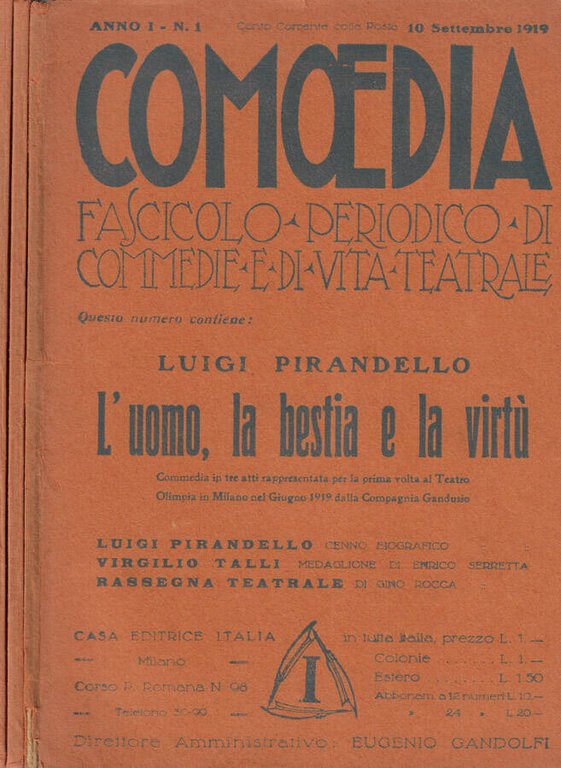 ANNO I - N. 1 Conto Corrente colla Posta 10 Settembre 1919
COMŒDIA
FASCICOLO PERIODICO DI
COMMEDIE E DI VITA TEATRALE
Questo numero contiene:
LUIGI PIRANDELLO
L'uomo, la bestia e la virtù
Commedia in tre atti rappresentata per la prima volta al Teatro
Olimpia in Milano nel Giugno 1919 dalla Compagnia Gandusio
LUIGI PIRANDELLO CENNO BIOGRAFICO
VIRGILIO TALLI MEDAGLIONE DI ENRICO SERRETTA
RASSEGNA TEATRALE DI GINO ROCCA
CASA EDITRICE ITALIA
Milano
Corso P. Romana N. 98
Telefono 30-90
I
in tutta Italia, prezzo L. 1.—
Colonie ....... L. 1.—
Estero ....... L. 1.50
Abbonam. a 12 numeri L. 10.—
» 24 » L. 20.—
Direttore Amministrativo: EUGENIO GANDOLFI